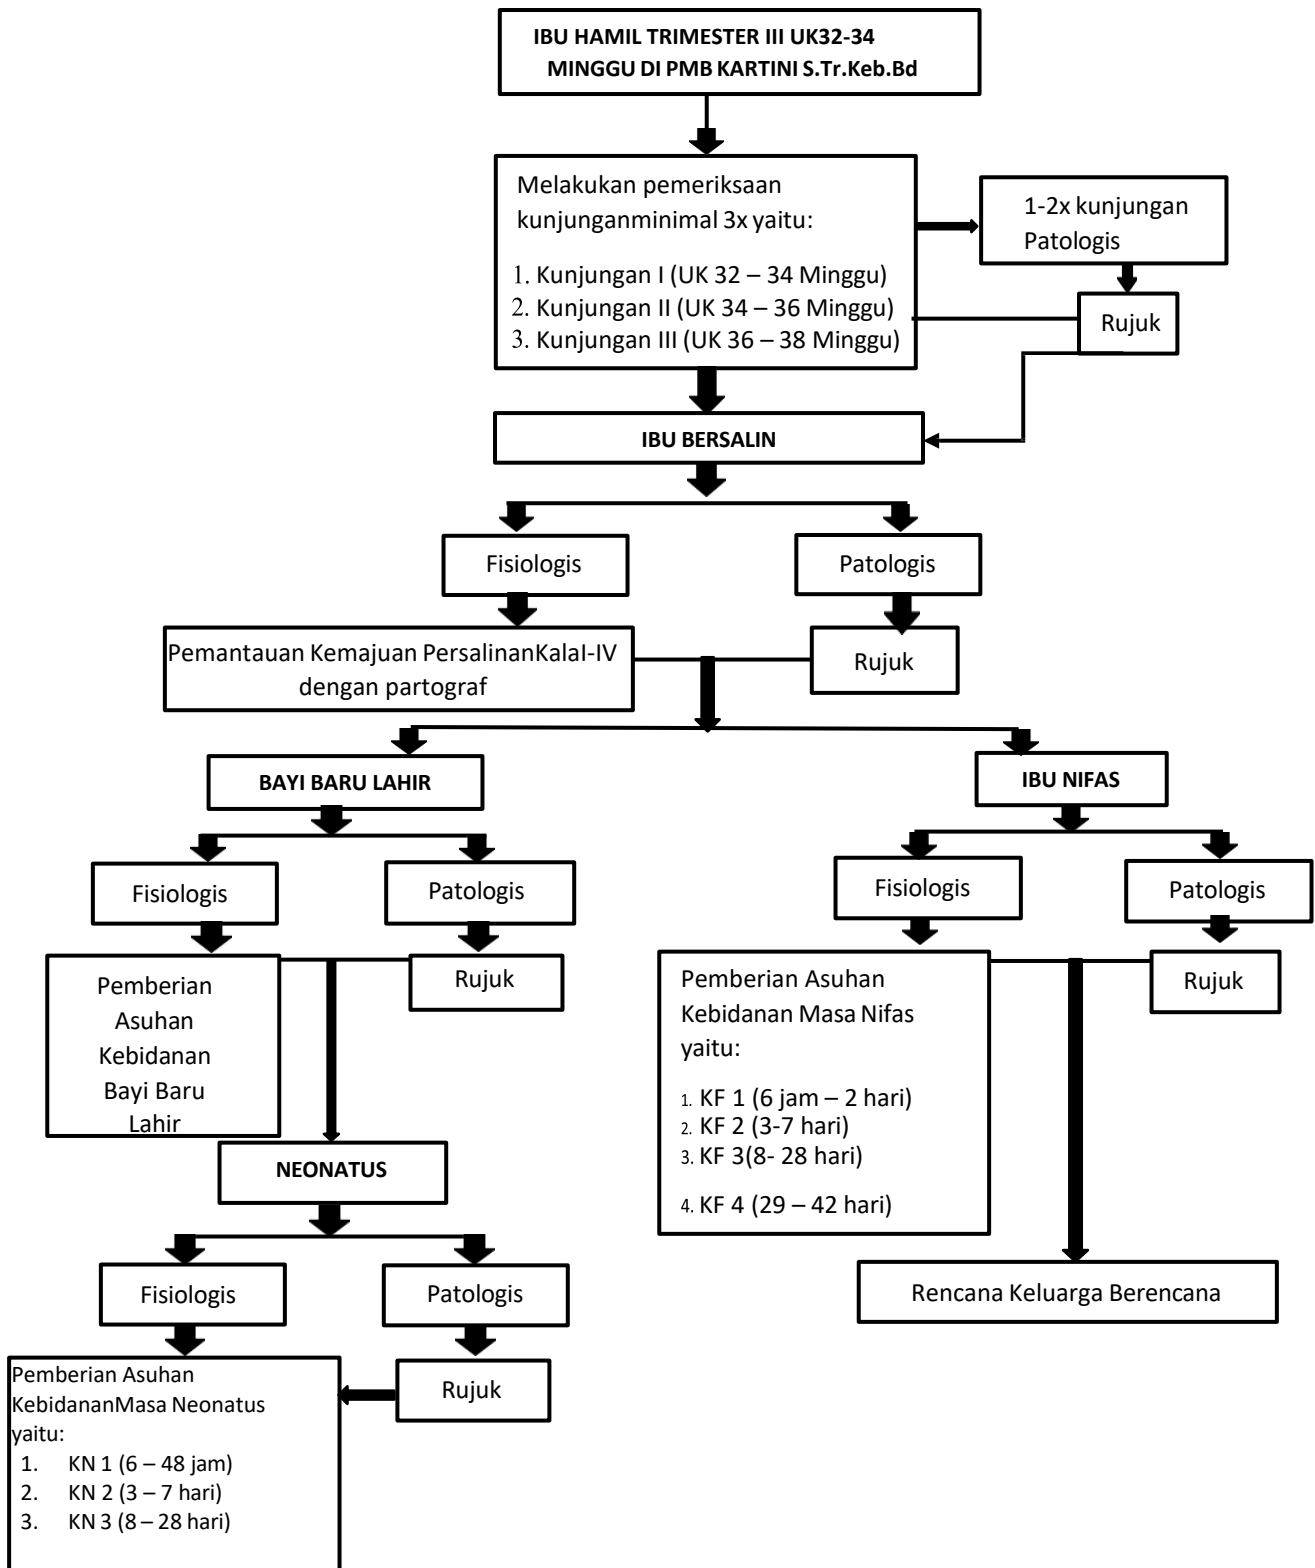 IBU HAMIL TRIMESTER III UK32-34
MINGGU DI PMB KARTINI S.Tr.Keb.Bd
Melakukan pemeriksaan
kunjunganminimal 3x yaitu:
1. Kunjungan I (UK 32 – 34 Minggu)
2. Kunjungan II (UK 34 – 36 Minggu)
3. Kunjungan III (UK 36 – 38 Minggu)
1-2x kunjungan
Patologis
Rujuk
IBU BERSALIN
Fisiologis
Patologis
Pemantauan Kemajuan PersalinanKalaI-IV
dengan partograf
Rujuk
BAYI BARU LAHIR
IBU NIFAS
Fisiologis
Patologis
Fisiologis
Patologis
Pemberian
Asuhan
Kebidanan
Bayi Baru
Lahir
Rujuk
Pemberian Asuhan
Kebidanan Masa Nifas
yaitu:
1. KF 1 (6 jam – 2 hari)
2. KF 2 (3-7 hari)
3. KF 3(8- 28 hari)
4. KF 4 (29 – 42 hari)
Rujuk
NEONATUS
Fisiologis
Patologis
Rencana Keluarga Berencana
Pemberian Asuhan
KebidananMasa Neonatus
yaitu:
1. KN 1 (6 – 48 jam)
2. KN 2 (3 – 7 hari)
3. KN 3 (8 – 28 hari)
Rujuk